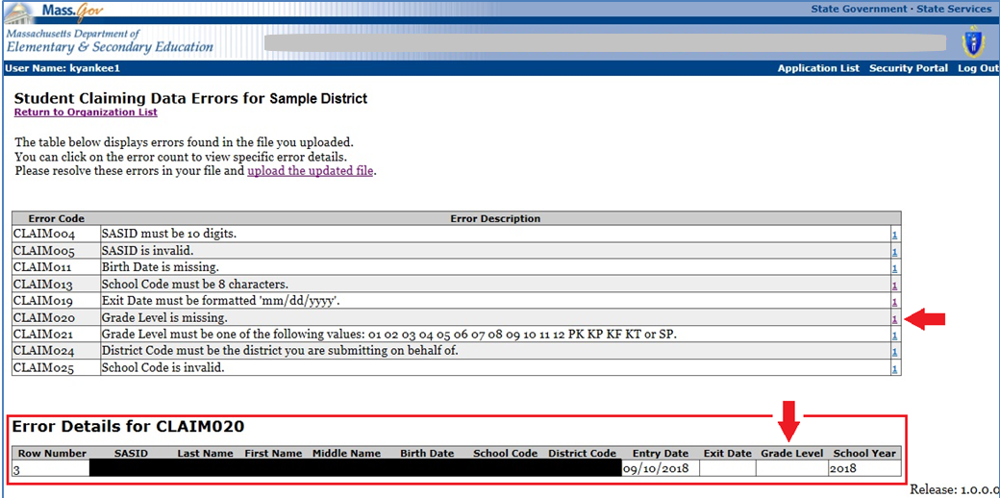 Mass.Gov
State Government · State Services
Massachusetts Department of
Elementary & Secondary Education
User Name: kyankee1 Application List Security Portal Log Out
Student Claiming Data Errors for Sample District
Return to Organization List
The table below displays errors found in the file you uploaded.
You can click on the error count to view specific error details.
Please resolve these errors in your file and upload the updated file.
Error Code Error Description
CLAIM004 SASID must be 10 digits. 1
CLAIM005 SASID is invalid. 1
CLAIM011 Birth Date is missing. 1
CLAIM013 School Code must be 8 characters. 1
CLAIM019 Exit Date must be formatted 'mm/dd/yyyy'. 1
CLAIM020 Grade Level is missing. 1
CLAIM021 Grade Level must be one of the following values: 01 02 03 04 05 06 07 08 09 10 11 12 PK KP KF KT or SP. 1
CLAIM024 District Code must be the district you are submitting on behalf of. 1
CLAIM025 School Code is invalid. 1
Error Details for CLAIM020
Row Number SASID Last Name First Name Middle Name Birth Date School Code District Code Entry Date Exit Date Grade Level School Year
3 09/10/2018 2018
Release: 1.0.0.0